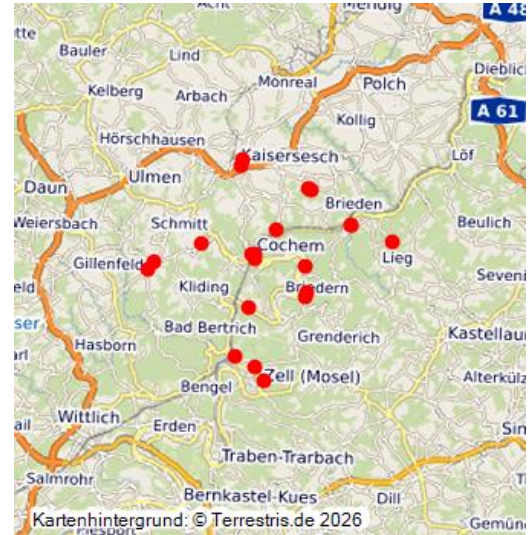 Mendig
A 48
Bauler
Lind
Monreal
Polch
Dieblich
Kelberg
Arbach
A 61
Kollig
Hörschhausen
Kaisersesch
Löf
Daun
Ulmen
Brieden
Weiersbach
Schmitt
Beulich
Cochem
Gillenfeld
Lieg
Kliding
Briedern
Bad Bertrich
Grenderich
Kastellaun
Hasborn
Zell (Mosel)
Bengel
Wittlich
Erden
Traben-Trarbach
Salmrohr
Bernkastel-Kues
Dill
Kartenhintergrund: © Terrestris.de 2026